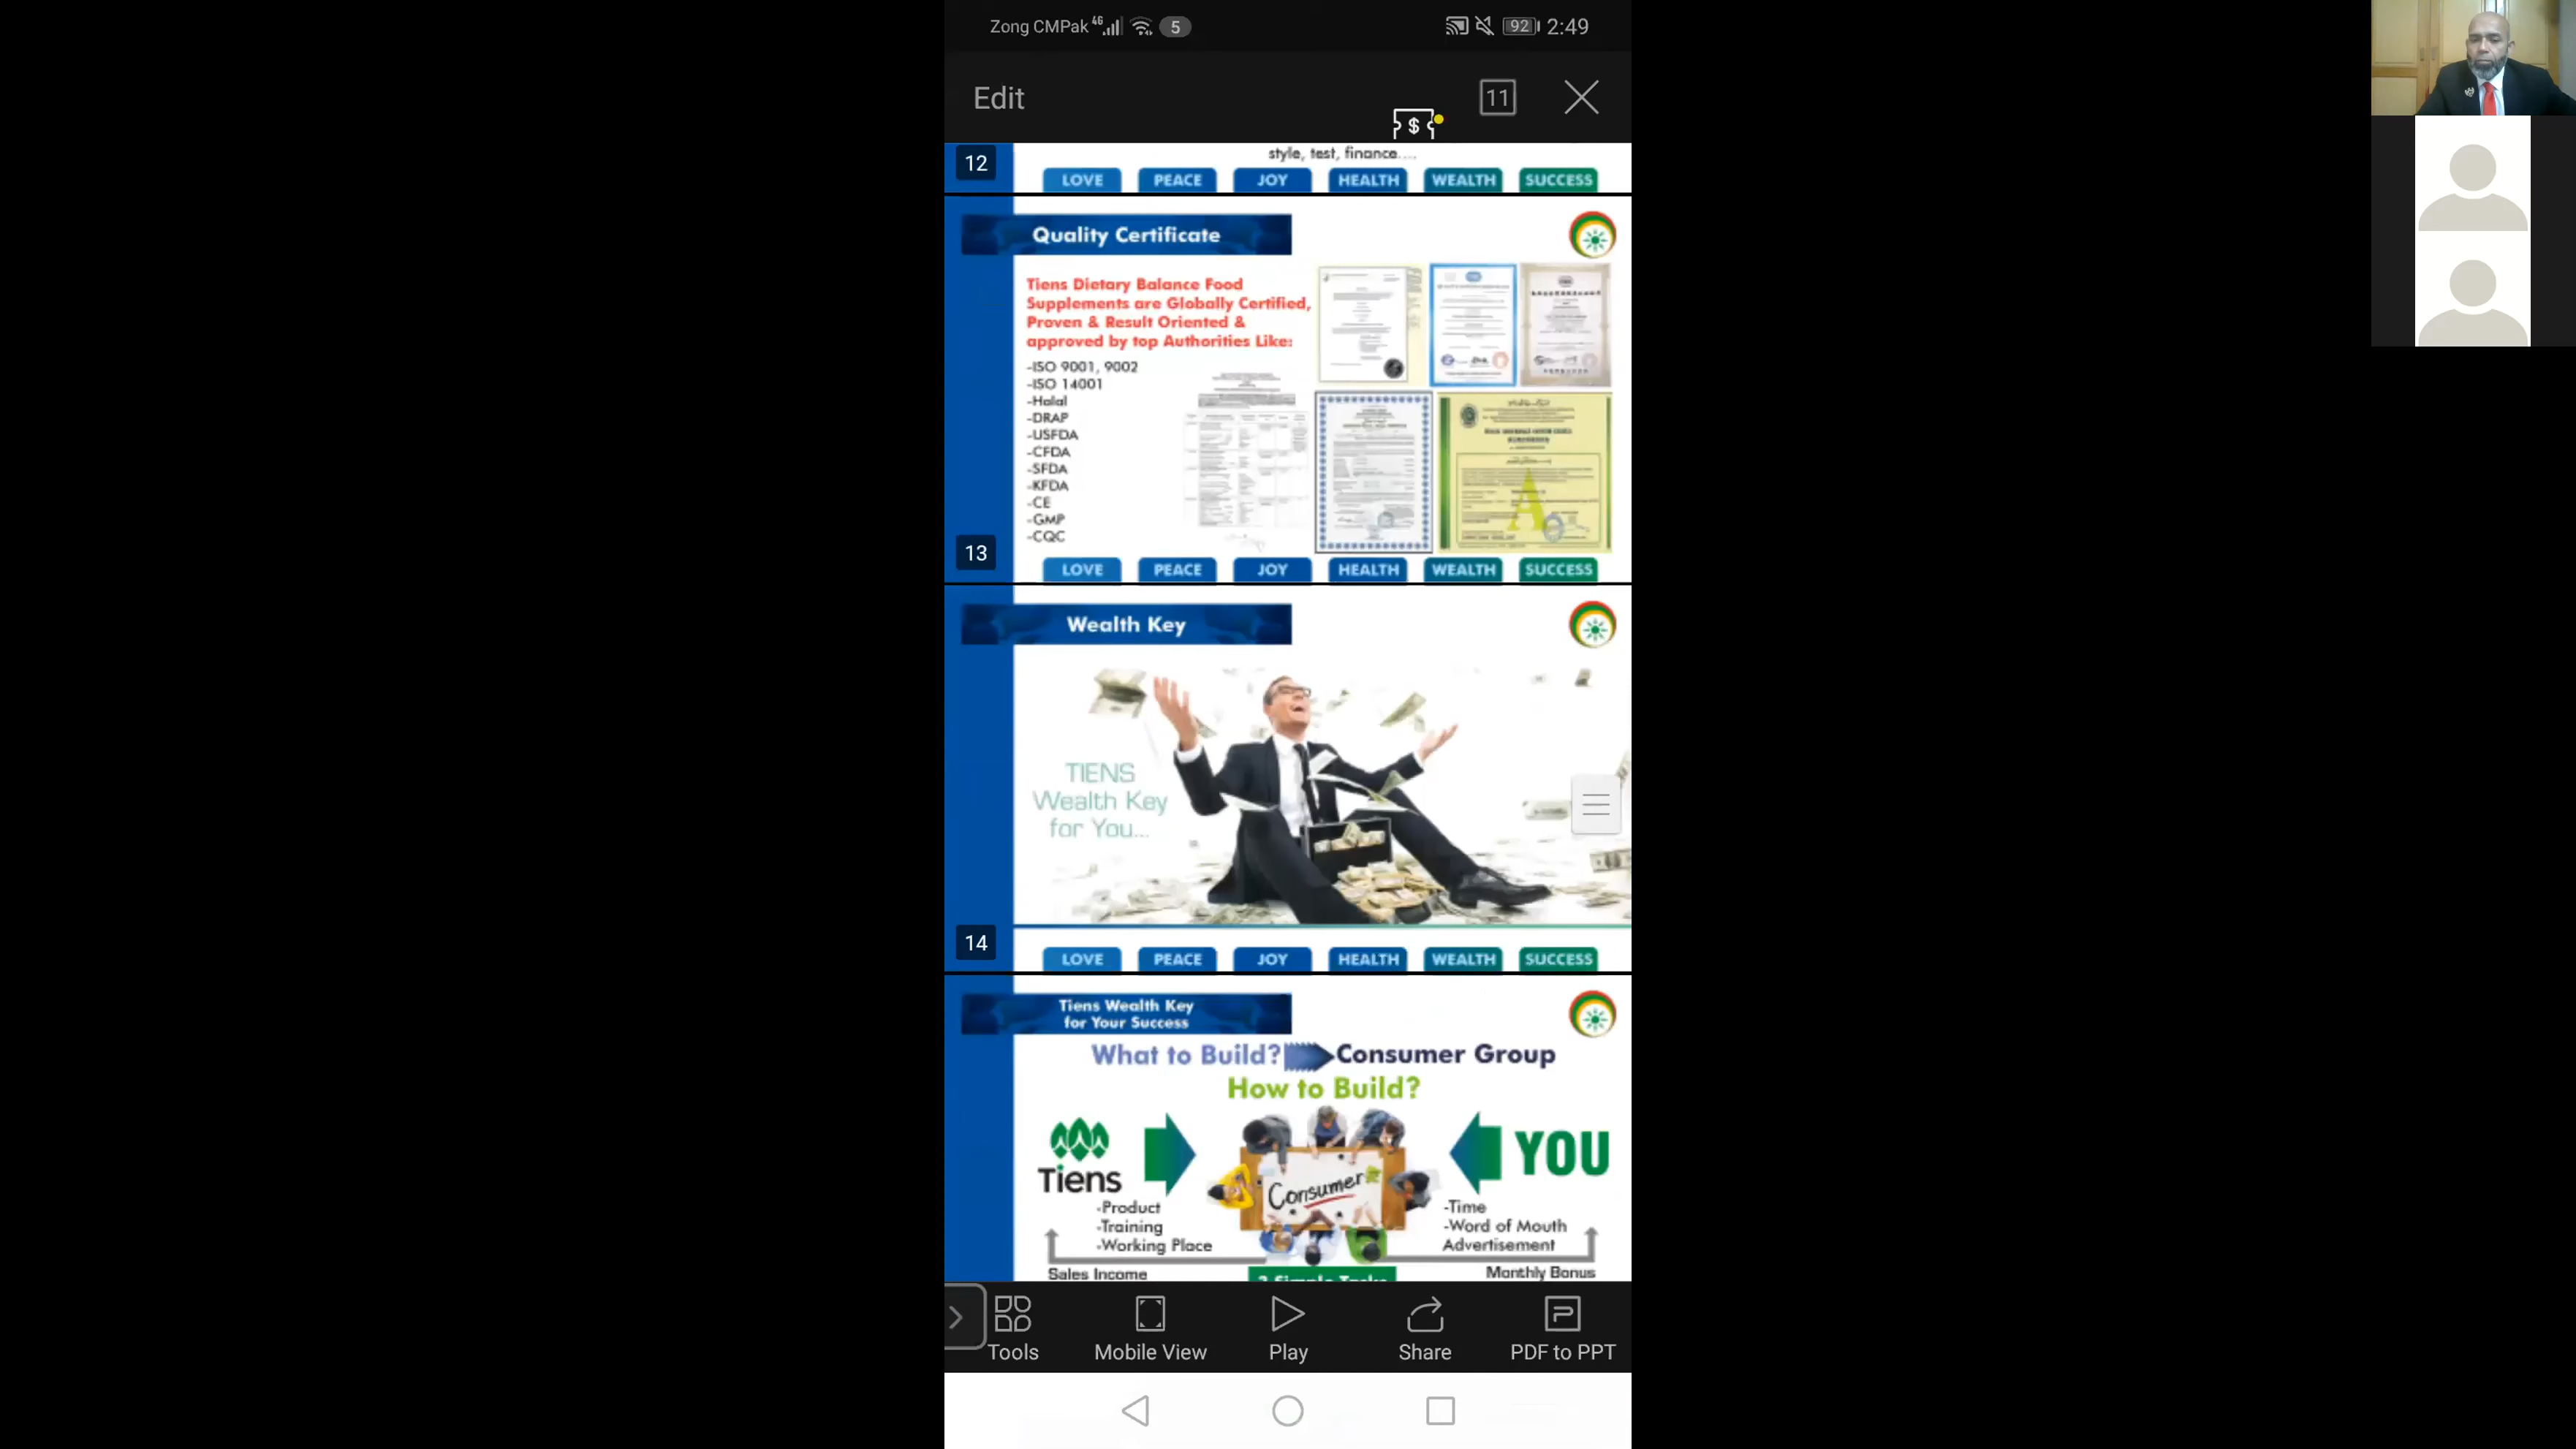 Zong CMPak 4G 5 92 2:49
Edit 11
$
12
style, test, finance....
LOVE PEACE JOY HEALTH WEALTH SUCCESS
Quality Certificate
Tiens Dietary Balance Food
Supplements are Globally Certified,
Proven & Result Oriented &
approved by top Authorities Like:
-ISO 9001, 9002
-ISO 14001
-Halal
-DRAP
-USFDA
-CFDA
-SFDA
-KFDA
-CE
-GMP
-CQC
A
13
LOVE PEACE JOY HEALTH WEALTH SUCCESS
Wealth Key
TIENS
Wealth Key
for You...
14
LOVE PEACE JOY HEALTH WEALTH SUCCESS
Tiens Wealth Key
for Your Success
What to Build? Consumer Group
How to Build?
Tiens
Consumer
YOU
-Product
-Training
-Working Place
-Time
-Word of Mouth
Advertisement
Sales Income
Monthly Bonus
Tools Mobile View Play Share PDF to PPT